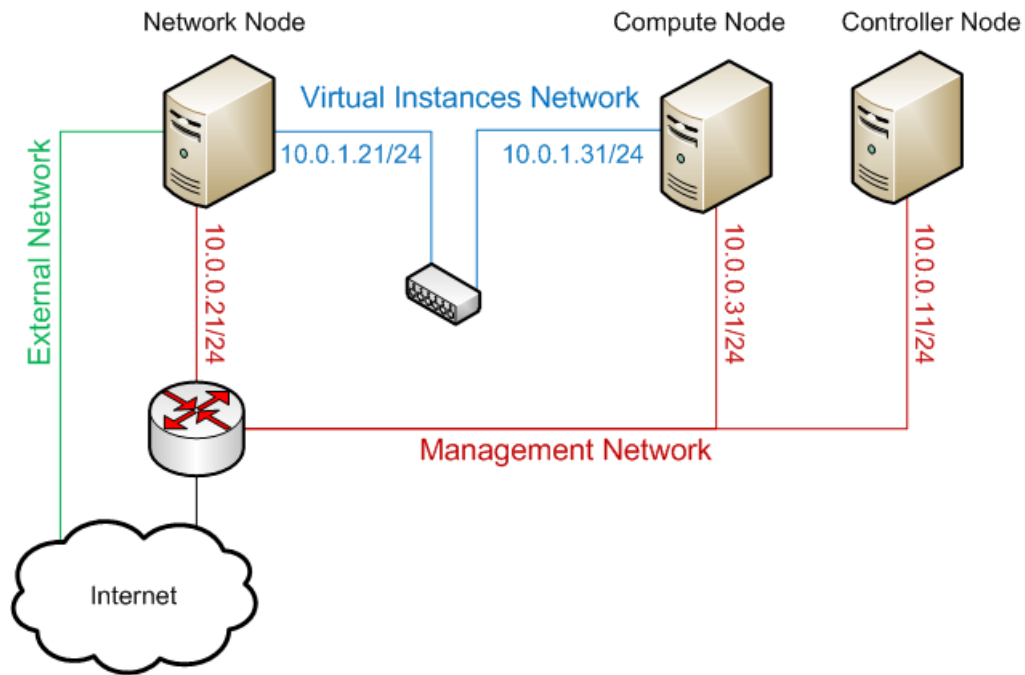 Network Node
Compute Node
Controller Node
Virtual Instances Network
10.0.1.21/24
10.0.1.31/24
External Network
10.0.0.21/24
10.0.0.31/24
10.0.0.11/24
Management Network
Internet